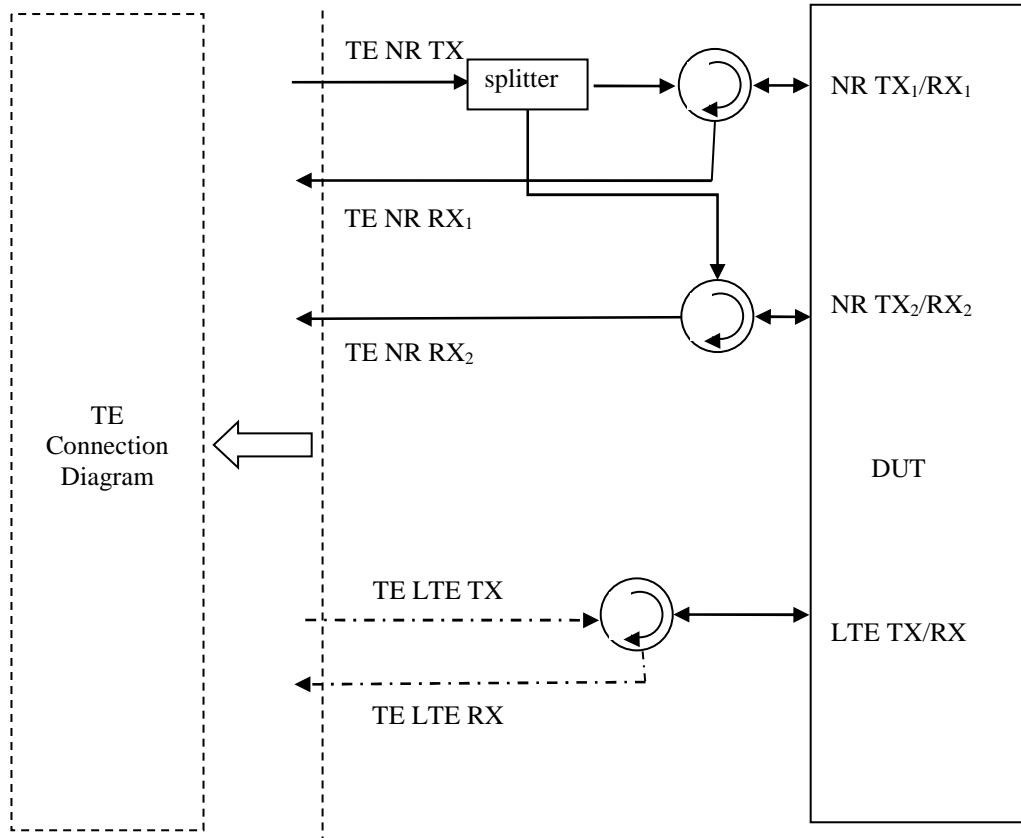 TE NR TX
splitter
NR TX₁/RX₁
TE NR RX₁
NR TX₂/RX₂
TE NR RX₂
TE
Connection
Diagram
DUT
TE LTE TX
LTE TX/RX
TE LTE RX